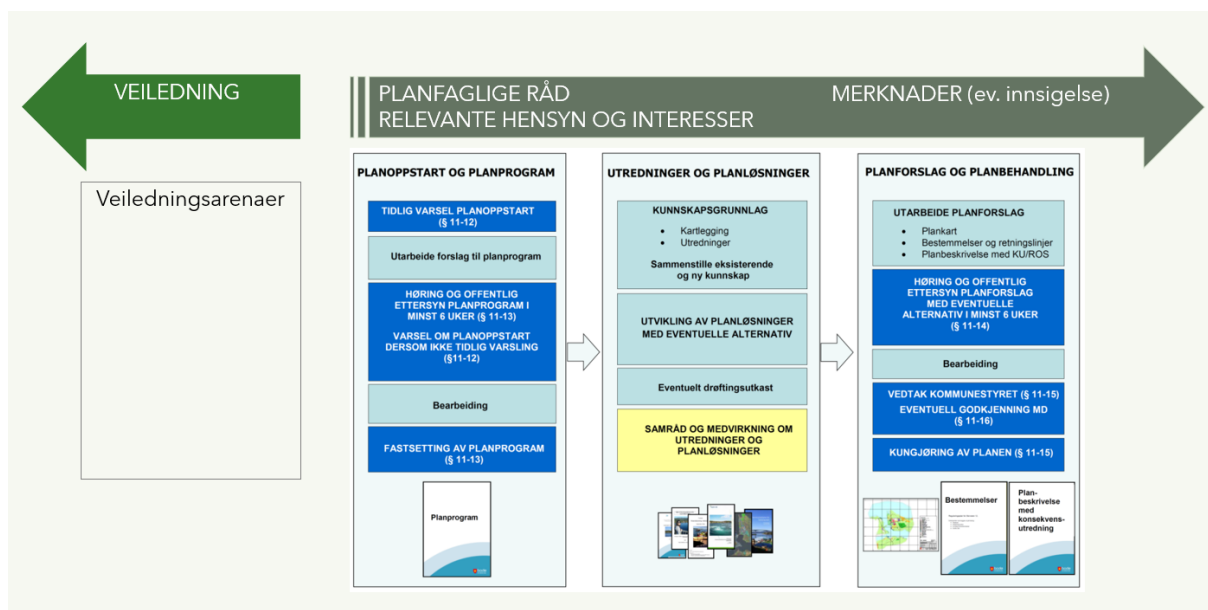 VEILEDNING
PLANFAGLIGE RÅD
RELEVANTE HENSYN OG INTERESSER
MERKNADER (ev. innsigelse)
Veiledningsarenaer
PLANOPPSTART OG PLANPROGRAM
TIDLIG VARSEL PLANOPPSTART
(§ 11-12)
Utarbeide forslag til planprogram
HØRING OG OFFENTLIG
ETTERSYN PLANPROGRAM I
MINST 6 UKER (§ 11-13)
VARSEL OM PLANOPPSTART
DERSOM IKKE TIDLIG VARSLING
(§11-12)
Bearbeiding
FASTSETTING AV PLANPROGRAM
(§ 11-13)
Planprogram
UTREDNINGER OG PLANLØSNINGER
KUNNSKAPSGRUNNLAG
• Kartlegging
• Utredninger
Sammenstille eksisterende
og ny kunnskap
UTVIKLING AV PLANLØSNINGER
MED EVENTUELLE ALTERNATIV
Eventuelt drøftingsutkast
SAMRÅD OG MEDVIRKNING OM
UTREDNINGER OG
PLANLØSNINGER
PLANFORSLAG OG PLANBEHANDLING
UTARBEIDE PLANFORSLAG
• Plankart
• Bestemmelser og retningslinjer
• Planbeskrivelse med KU/ROS
HØRING OG OFFENTLIG
ETTERSYN PLANFORSLAG
MED EVENTUELLE
ALTERNATIV I MINST 6 UKER
(§ 11-14)
Bearbeiding
VEDTAK KOMMUNESTYRET (§ 11-15)
EVENTUELL GODKJENNING MD
(§ 11-16)
KUNGJØRING AV PLANEN (§ 11-15)
Bestemmelser
Plan-
beskrivelse
med
konsekvens-
utredning